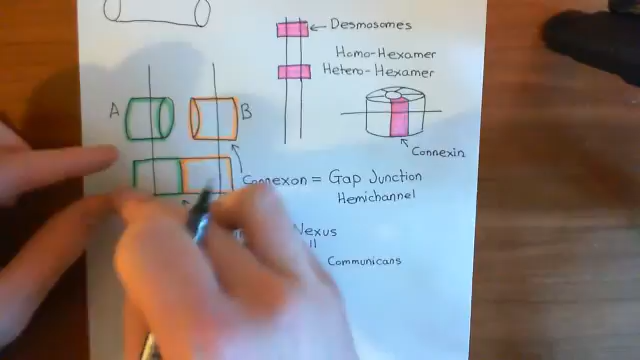 Desmosomes
Homo-Hexamer
Hetero-Hexamer
A
B
Connexin
Connexon = Gap Junction
Hemichannel
Nexus
Communicans